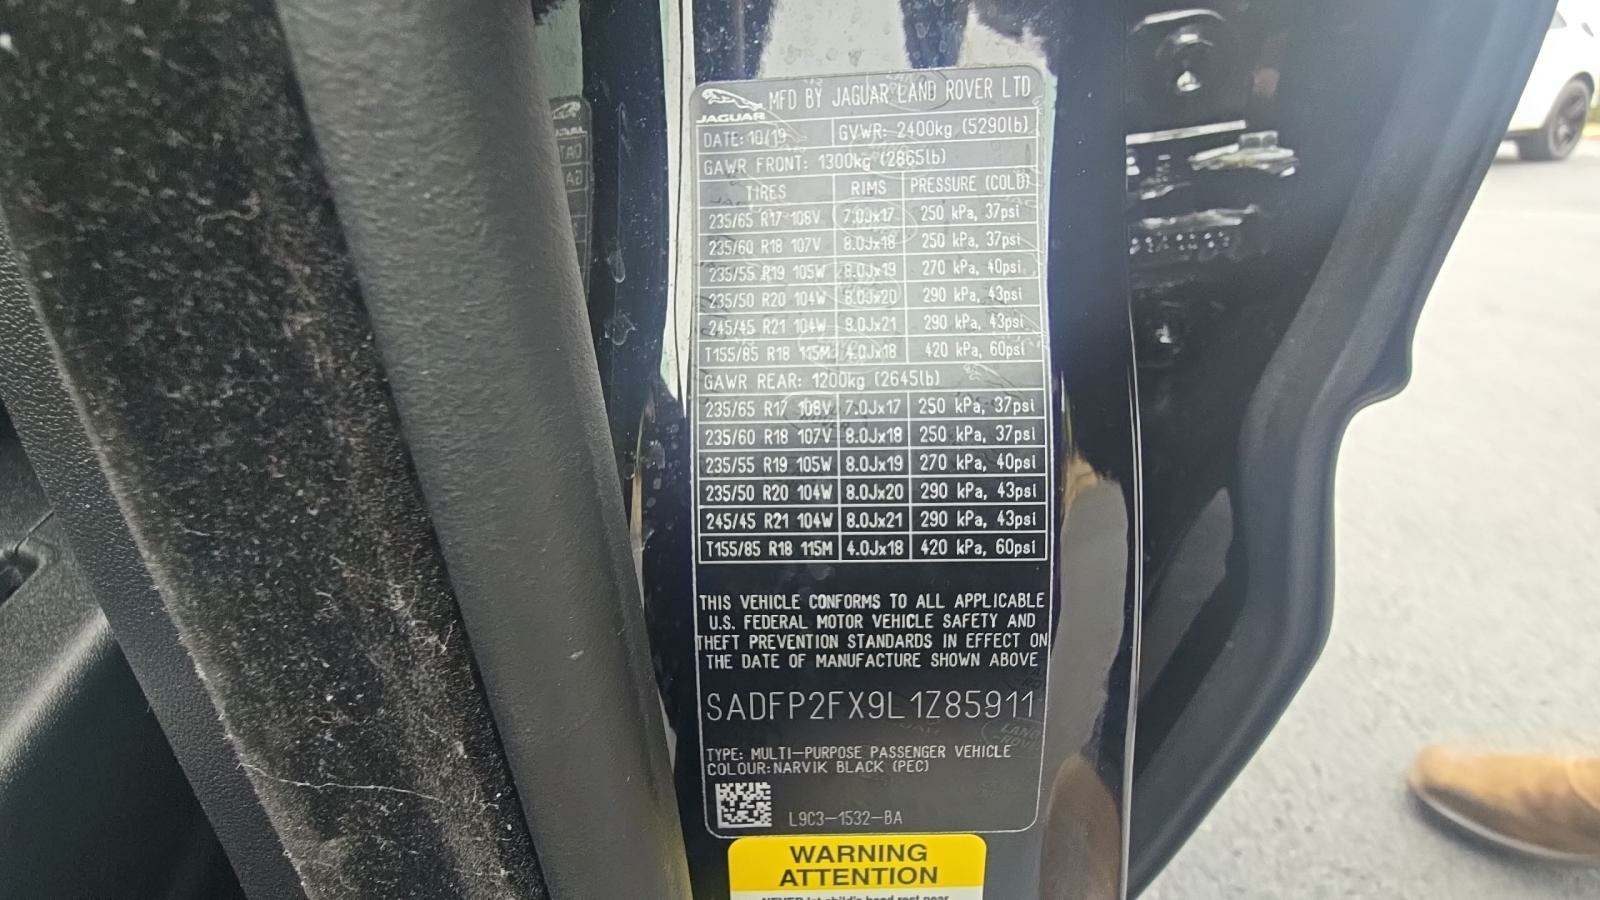 JAGUAR
MFD BY JAGUAR LAND ROVER LTD
DATE: 10/19 GVWR: 2400kg (5290lb)
GAWR FRONT: 1300kg (2865lb)
TIRES RIMS PRESSURE (COLD)
235/65 R17 108V 7.0Jx17 250 kPa, 37psi
235/60 R18 107V 8.0Jx18 250 kPa, 37psi
235/55 R19 105W 8.0Jx19 270 kPa, 40psi
235/50 R20 104W 8.0Jx20 290 kPa, 43psi
245/45 R21 104W 8.0Jx21 290 kPa, 43psi
T155/85 R18 115M 4.0Jx18 420 kPa, 60psi
GAWR REAR: 1200kg (2645lb)
235/65 R17 108V 7.0Jx17 250 kPa, 37psi
235/60 R18 107V 8.0Jx18 250 kPa, 37psi
235/55 R19 105W 8.0Jx19 270 kPa, 40psi
235/50 R20 104W 8.0Jx20 290 kPa, 43psi
245/45 R21 104W 8.0Jx21 290 kPa, 43psi
T155/85 R18 115M 4.0Jx18 420 kPa, 60psi
THIS VEHICLE CONFORMS TO ALL APPLICABLE
U.S. FEDERAL MOTOR VEHICLE SAFETY AND
THEFT PREVENTION STANDARDS IN EFFECT ON
THE DATE OF MANUFACTURE SHOWN ABOVE
SADFP2FX9L1Z85911
TYPE: MULTI-PURPOSE PASSENGER VEHICLE
COLOUR: NARVIK BLACK (PEC)
L9C3-1532-BA
WARNING
ATTENTION